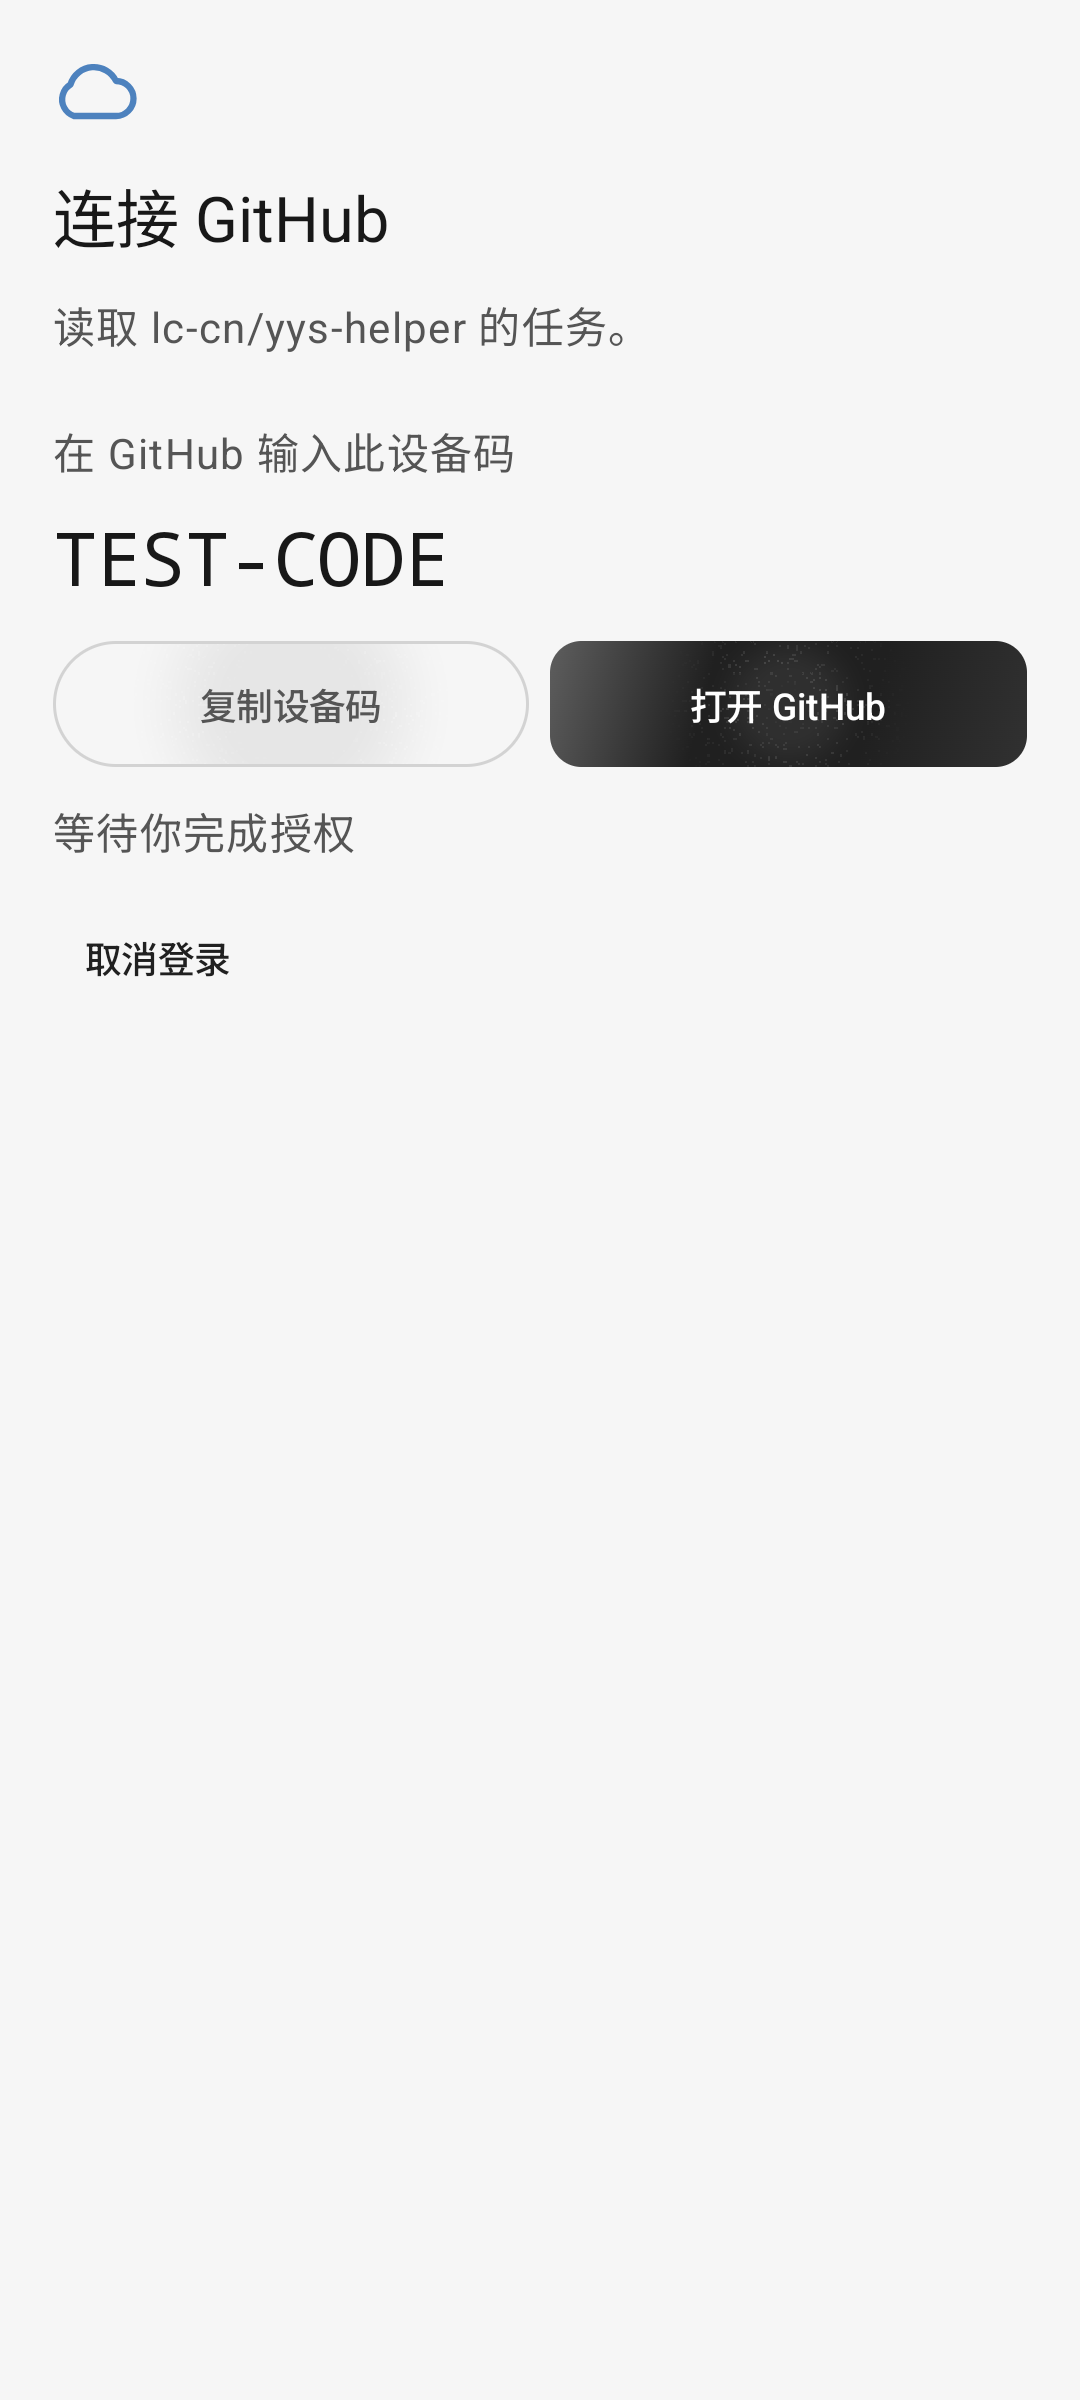 连接 GitHub
读取 lc-cn/yys-helper 的任务。
在 GitHub 输入此设备码
TEST-CODE
复制设备码
打开 GitHub
等待你完成授权
取消登录